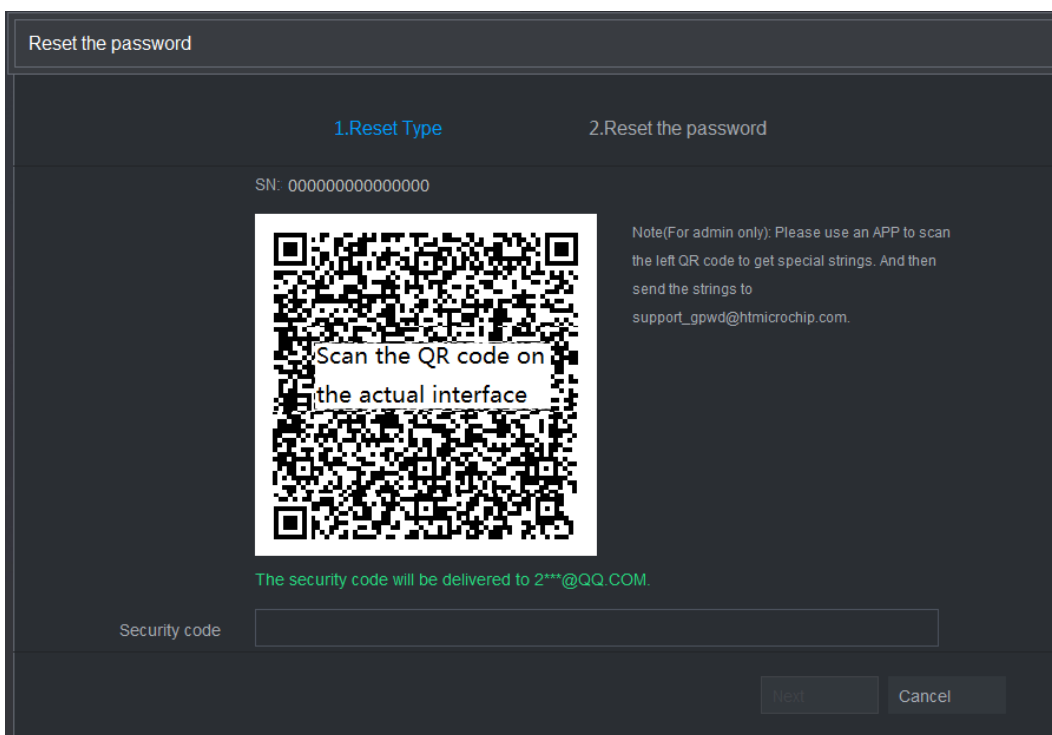 Reset the password
1.Reset Type
2.Reset the password
SN: 000000000000000
Note(For admin only): Please use an APP to scan
the left QR code to get special strings. And then
send the strings to
support_gpwd@htmicrochip.com.
Scan the QR code on
the actual interface
The security code will be delivered to 2***@QQ.COM.
Security code
Next
Cancel